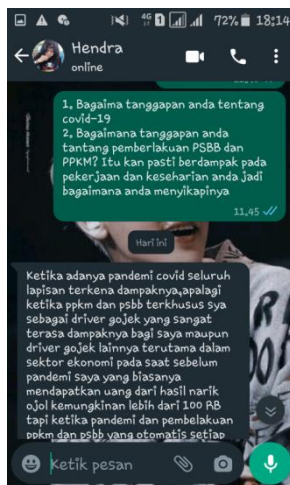 4G 1 72% 18:14
Hendra
online
1, Bagaima tanggapan anda tentang
covid-19
2, Bagaimana tanggapan anda
tantang pemberlakuan PSBB dan
PPKM? Itu kan pasti berdampak pada
pekerjaan dan keseharian anda jadi
bagaimana anda menyikapinya
11.45
Hari ini
Ketika adanya pandemi covid seluruh
lapisan terkena dampaknya,apalagi
ketika ppkm dan psbb terkhusus sya
sebagai driver gojek yang sangat
terasa dampaknya bagi saya maupun
driver gojek lainnya terutama dalam
sektor ekonomi pada saat sebelum
pandemi saya yang biasanya
mendapatkan uang dari hasil narik
ojol kemungkinan lebih dari 100 RB
tapi ketika pandemi dan pembelakuan
ppkm dan psbb yang otomatis setiap
Ketik pesan